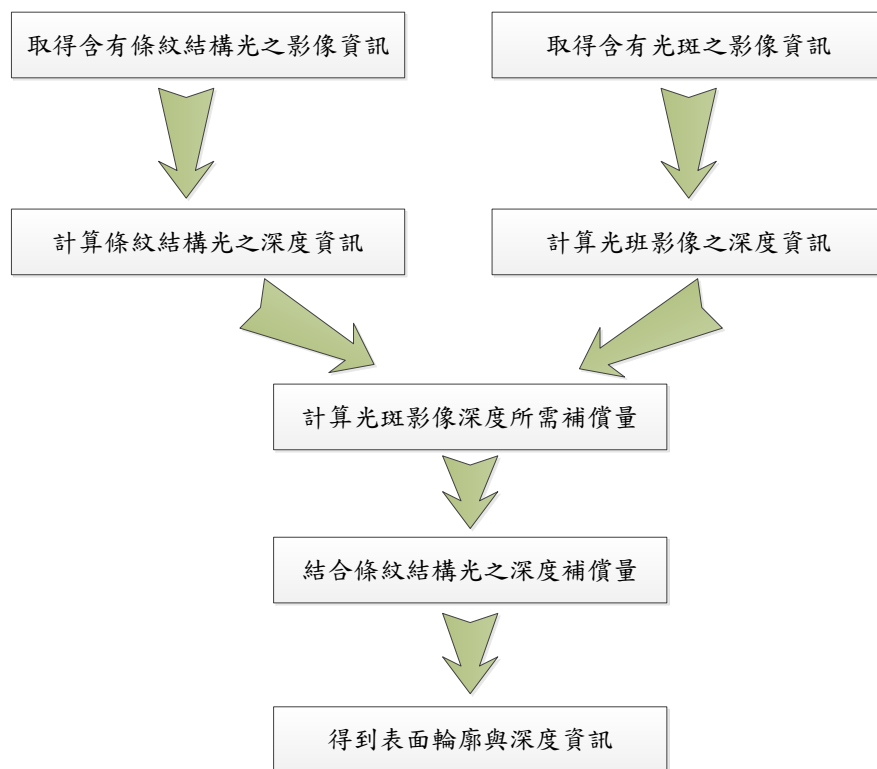 取得含有條紋結構光之影像資訊
取得含有光斑之影像資訊
計算條紋結構光之深度資訊
計算光班影像之深度資訊
計算光斑影像深度所需補償量
結合條紋結構光之深度補償量
得到表面輪廓與深度資訊